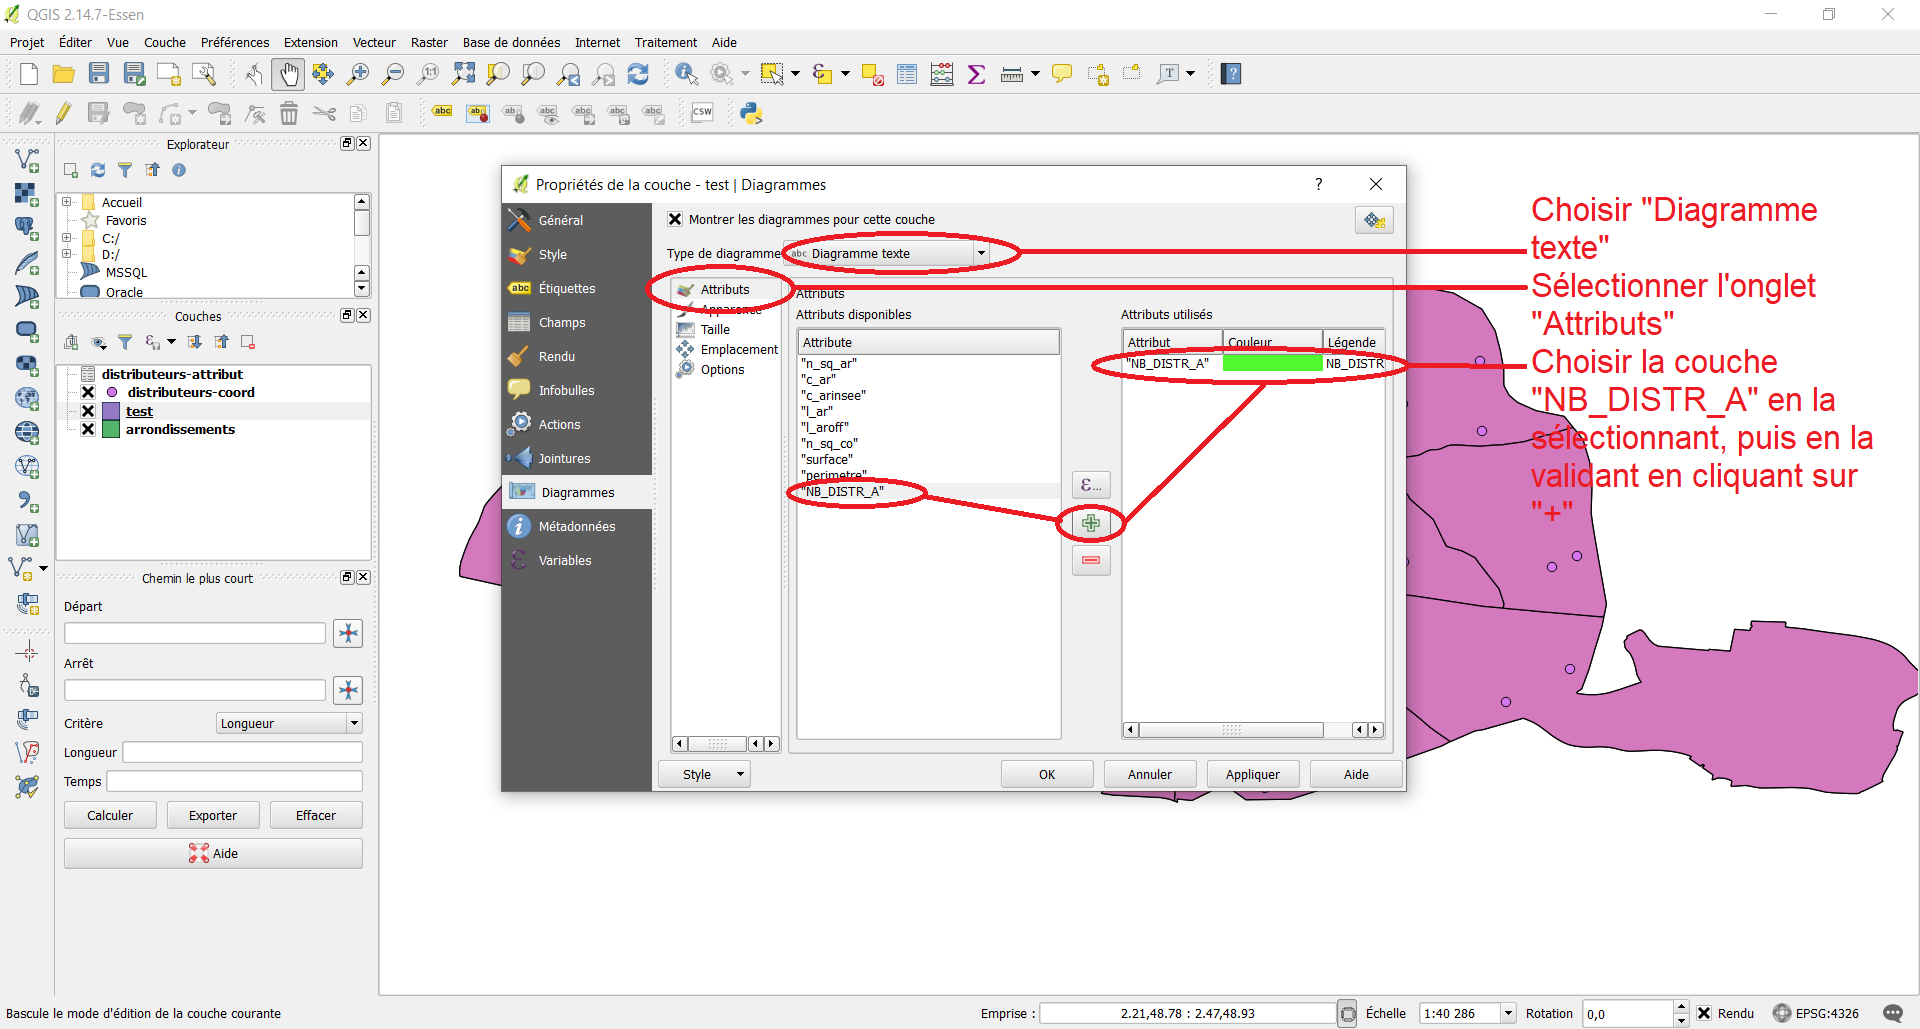 QGIS 2.14.7-Essen
Projet Éditer Vue Couche Préférences Extension Vecteur Raster Base de données Internet Traitement Aide
Explorateur
Accueil
Favoris
C:/
D:/
MSSQL
Oracle
Couches
distributeurs-attribut
distributeurs-coord
test
arrondissements
Chemin le plus court
Départ
Arrêt
Critère Longueur
Longueur
Temps
Calculer Exporter Effacer
Aide
Propriétés de la couche - test | Diagrammes
Général
Style
abc Étiquettes
Champs
Rendu
Infobulles
Actions
Jointures
Diagrammes
Métadonnées
Variables
Montrer les diagrammes pour cette couche
Type de diagramme abc Diagramme texte
Attributs
Apparence
Taille
Emplacement
Options
Attributs
Attributs disponibles
Attribute
"n_sq_ar"
"c_ar"
"c_arinsee"
"l_ar"
"l_aroff"
"n_sq_co"
"surface"
"perimetre"
"NB_DISTR_A"
ε...
Attributs utilisés
Attribut Couleur Légende
"NB_DISTR_A" NB_DISTR
Style OK Annuler Appliquer Aide
Choisir "Diagramme
texte"
Sélectionner l'onglet
"Attributs"
Choisir la couche
"NB_DISTR_A" en la
sélectionnant, puis en la
validant en cliquant sur
"+"
Bascule le mode d'édition de la couche courante
Emprise : 2.21,48.78 : 2.47,48.93 Échelle 1:40 286 Rotation 0,0 Rendu EPSG:4326